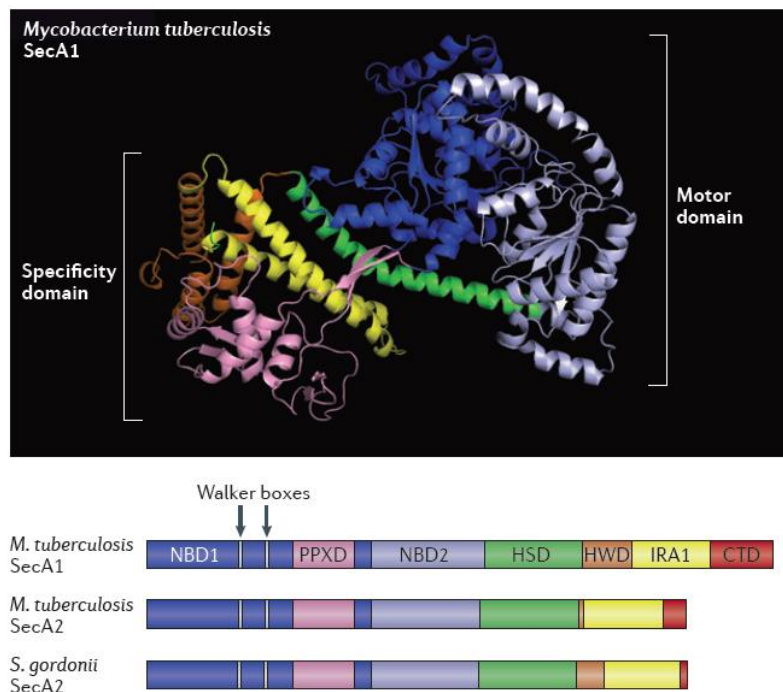 Mycobacterium tuberculosis
SecA1
Motor
domain
Specificity
domain
Walker boxes
M. tuberculosis
SecA1
NBD1 PPXD NBD2 HSD HWD IRA1 CTD
M. tuberculosis
SecA2
S. gordonii
SecA2